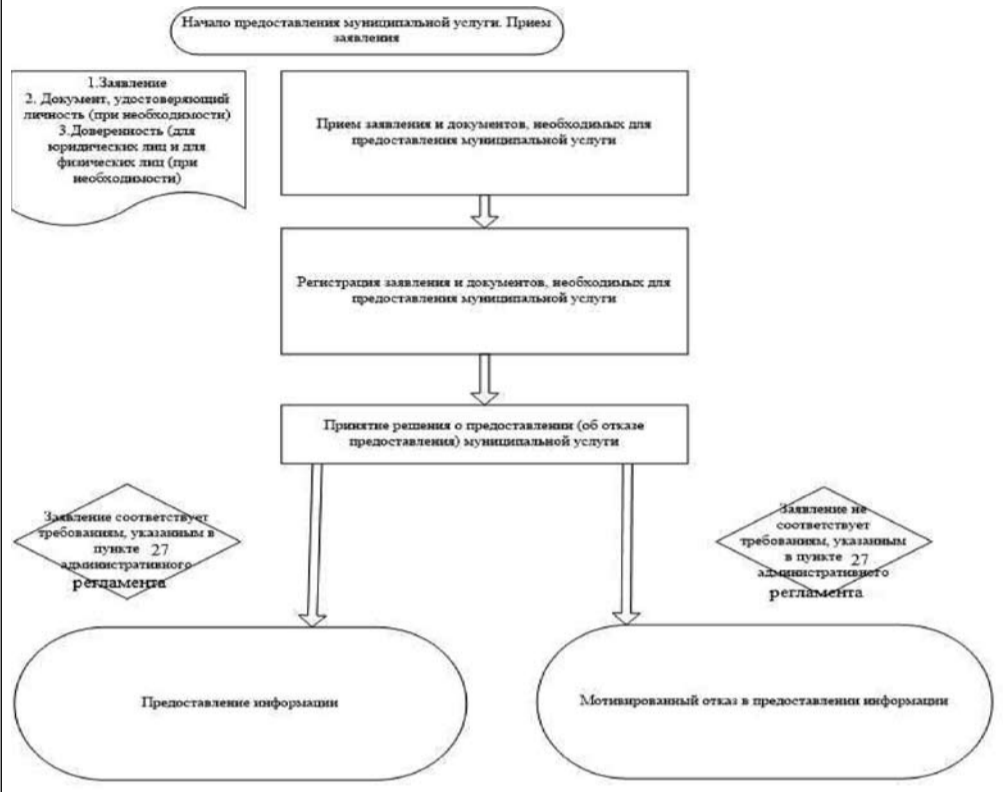 Начало предоставления муниципальной услуги. Прием
заявления
1.Заявление
2. Документ, удостоверяющий
личность (при необходимости)
3.Доверенность (для
юридических лиц и для
физических лиц (при
необходимости)
Прием заявления и документов, необходимых для
предоставления муниципальной услуги
Регистрация заявления и документов, необходимых для
предоставления муниципальной услуги
Принятие решения о предоставлении (об отказе
предоставления) муниципальной услуги
Заявление соответствует
требованиям, указанным в
пункте 27
административного
регламента
Заявление не
соответствует
требованиям, указанным
в пункте 27
административного
регламента
Предоставление информации
Мотивированный отказ в предоставлении информации